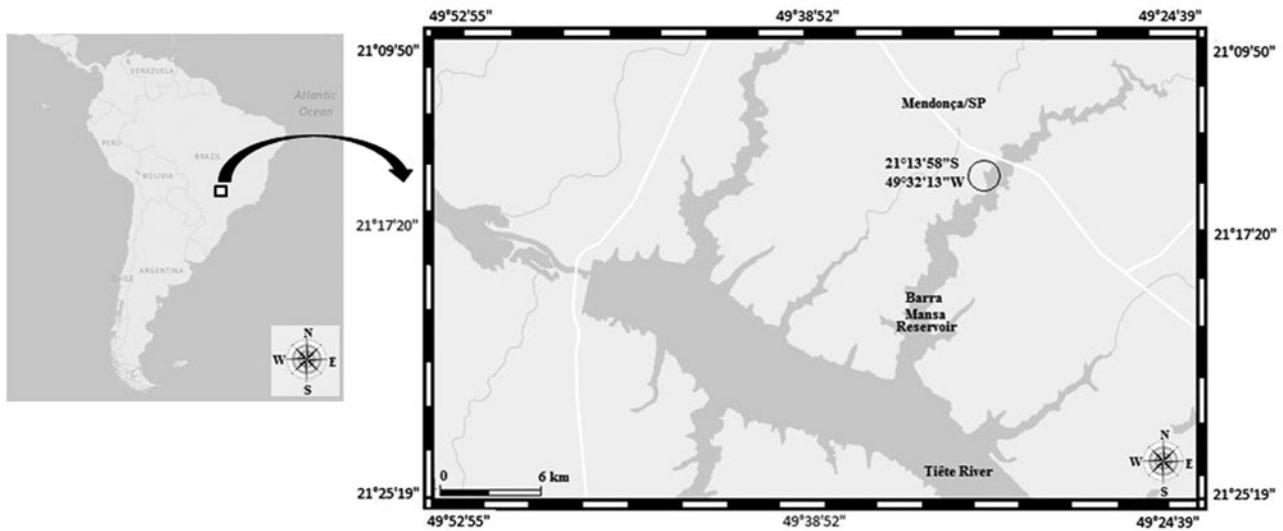 VENEZUELA
Atlantic
Ocean
PERÚ
BRAZIL
BOLIVIA
CHILE
ARGENTINA
N
W E
S
49°52'55" 49°38'52" 49°24'39"
21°09'50" 21°09'50"
Mendonça/SP
21°13'58"S
49°32'13"W
21°17'20" 21°17'20"
Barra
Mansa
Reservoir
Tiête River
N
W E
S
0 6 km
21°25'19" 21°25'19"
49°52'55" 49°38'52" 49°24'39"